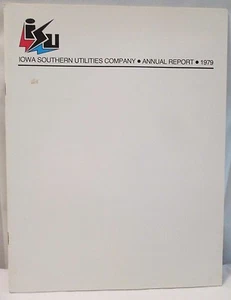 isu
IOWA SOUTHERN UTILITIES COMPANY ● ANNUAL REPORT ● 1979